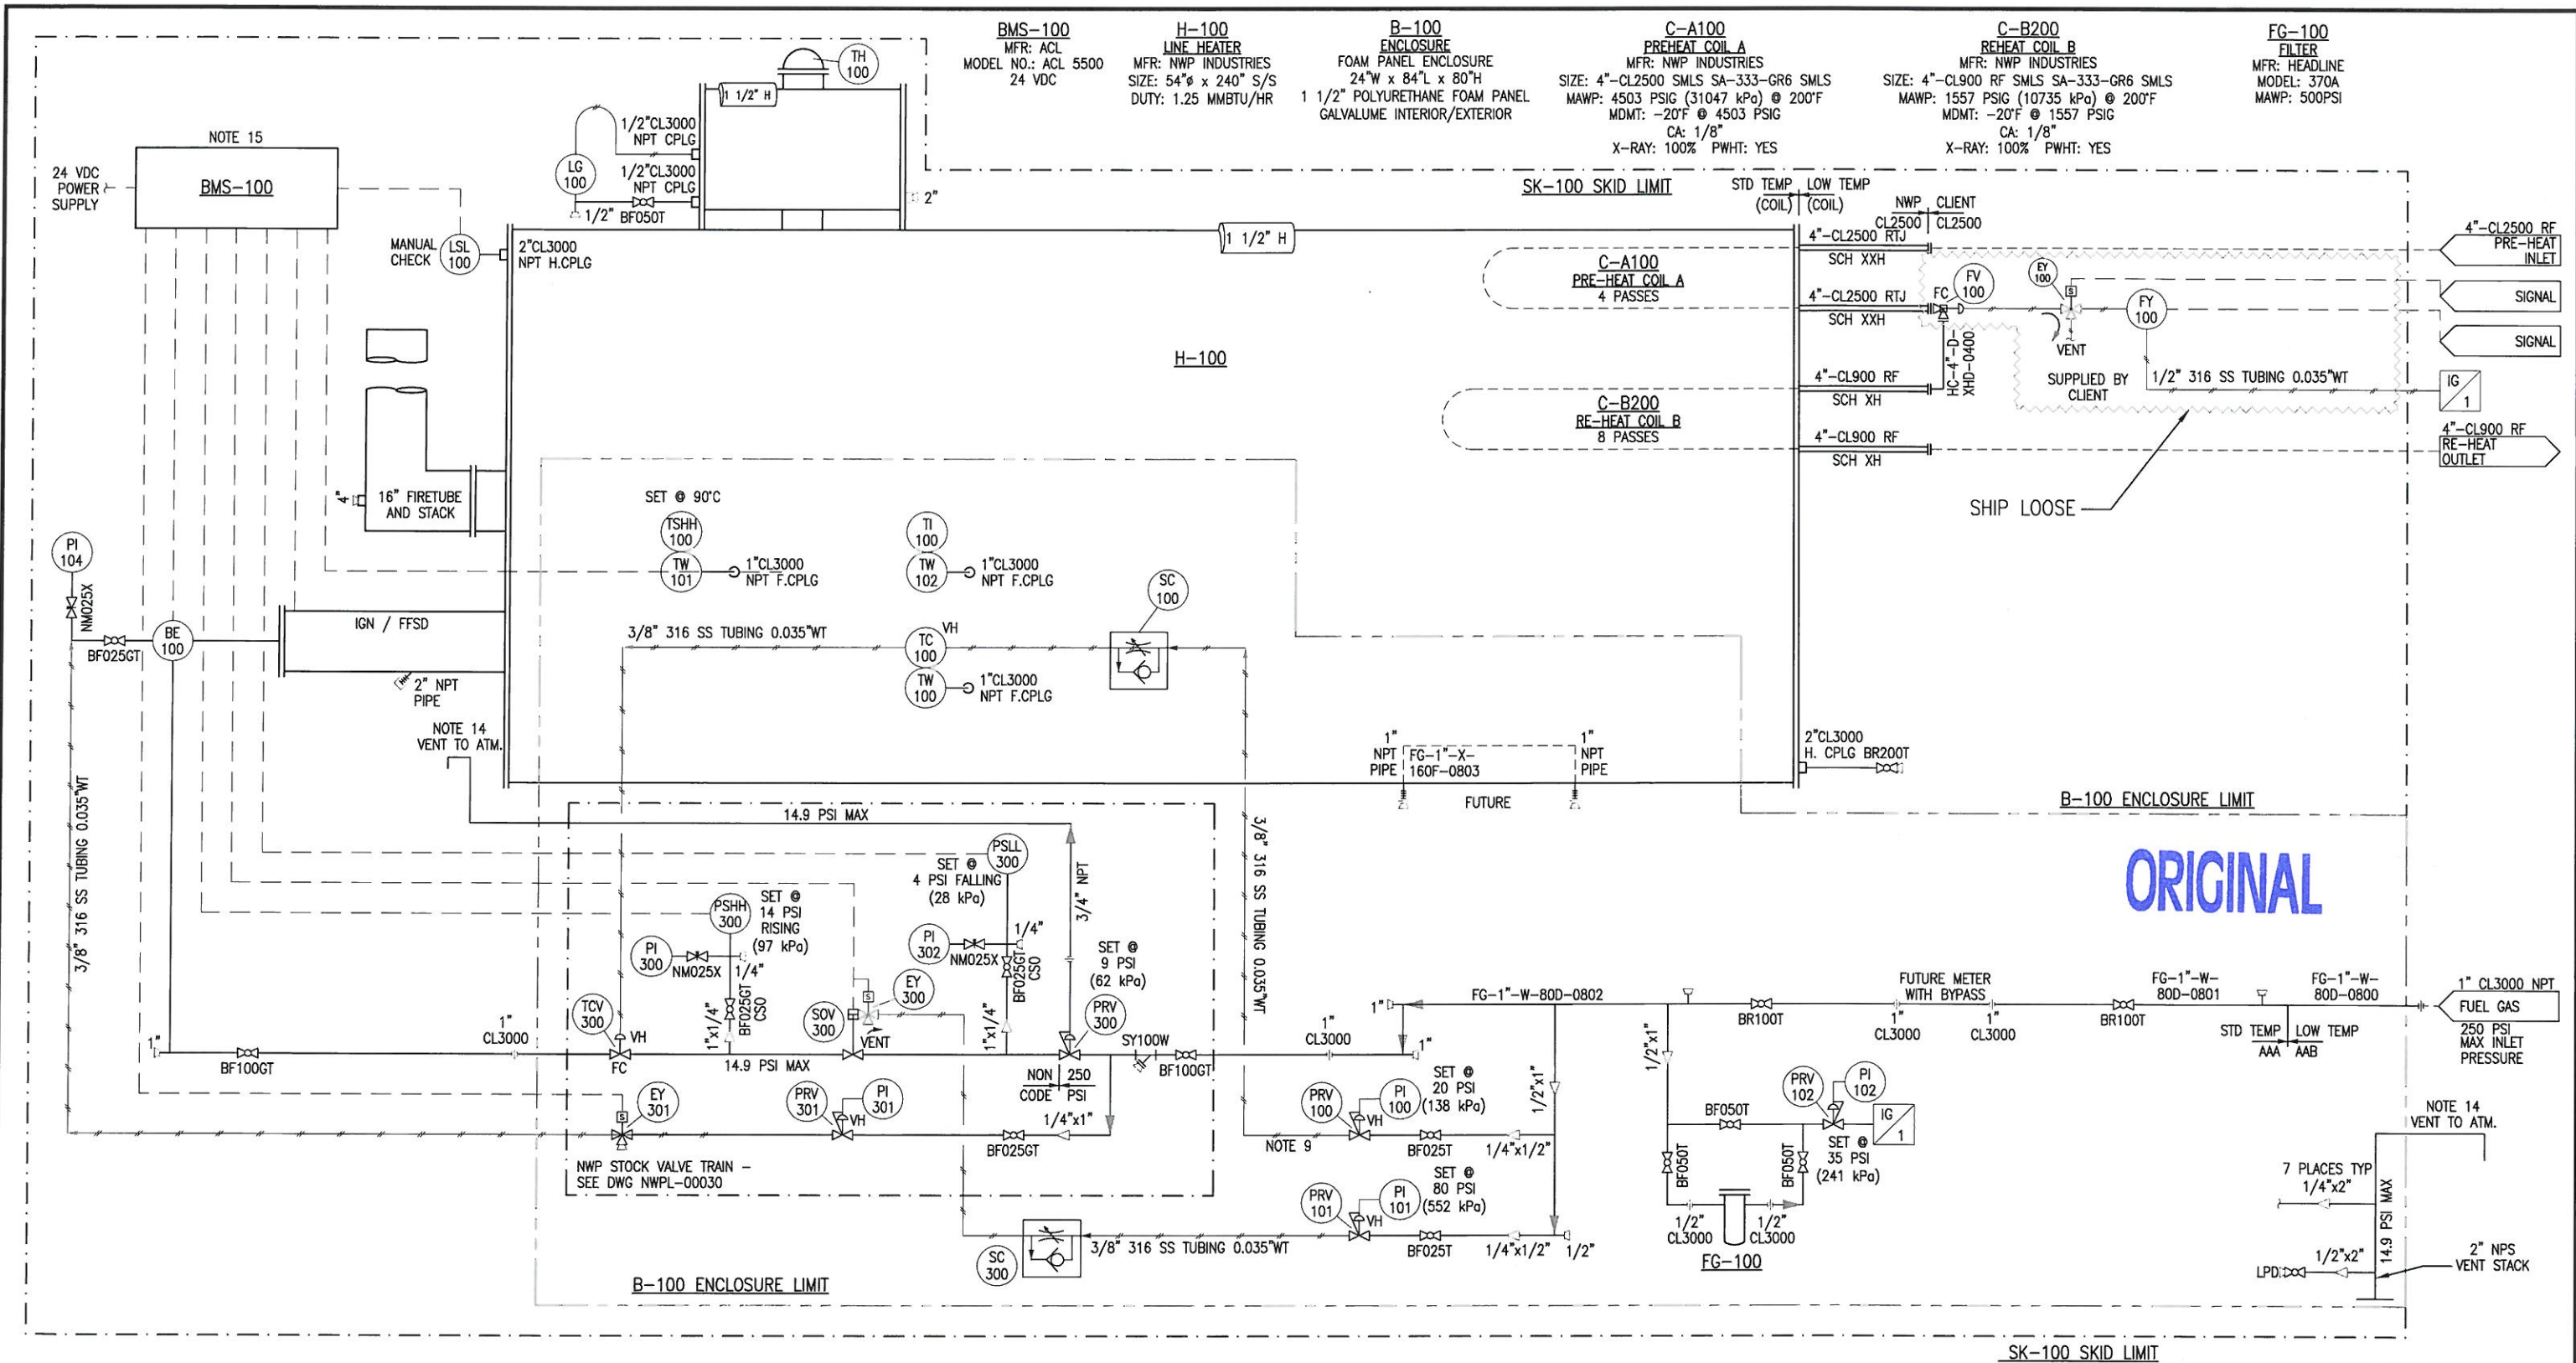 BMS-100
MFR: ACL
MODEL NO.: ACL 5500
24 VDC
H-100
LINE HEATER
MFR: NWP INDUSTRIES
SIZE: 54"ø x 240" S/S
DUTY: 1.25 MMBTU/HR
B-100
ENCLOSURE
FOAM PANEL ENCLOSURE
24"W x 84"L x 80"H
1 1/2" POLYURETHANE FOAM PANEL
GALVALUME INTERIOR/EXTERIOR
C-A100
PREHEAT COIL A
MFR: NWP INDUSTRIES
SIZE: 4"-CL2500 SMLS SA-333-GR6 SMLS
MAWP: 4503 PSIG (31047 kPa) @ 200°F
MDMT: -20°F @ 4503 PSIG
CA: 1/8"
X-RAY: 100% PWHT: YES
C-B200
REHEAT COIL B
MFR: NWP INDUSTRIES
SIZE: 4"-CL900 RF SMLS SA-333-GR6 SMLS
MAWP: 1557 PSIG (10735 kPa) @ 200°F
MDMT: -20°F @ 1557 PSIG
CA: 1/8"
X-RAY: 100% PWHT: YES
FG-100
FILTER
MFR: HEADLINE
MODEL: 370A
MAWP: 500PSI
TH
100
1 1/2" H
1/2"CL3000
NPT CPLG
LG
100
1/2"CL3000
NPT CPLG
1/2" BF050T
2"
NOTE 15
24 VDC
POWER
SUPPLY
BMS-100
MANUAL
CHECK
LSL
100
2"CL3000
NPT H.CPLG
1 1/2" H
SK-100 SKID LIMIT
STD TEMP
(COIL)
LOW TEMP
(COIL)
NWP
CL2500
CLIENT
CL2500
4"-CL2500 RTJ
SCH XXH
C-A100
PRE-HEAT COIL A
4 PASSES
4"-CL2500 RTJ
SCH XXH
FC
FV
100
EY
100
S
VENT
FY
100
4"-CL2500 RF
PRE-HEAT
INLET
SIGNAL
SIGNAL
H-100
HC-4"-D-
XHD-0400
SUPPLIED BY
CLIENT
1/2" 316 SS TUBING 0.035"WT
IG
1
4"-CL900 RF
SCH XH
C-B200
RE-HEAT COIL B
8 PASSES
4"-CL900 RF
SCH XH
4"-CL900 RF
RE-HEAT
OUTLET
SHIP LOOSE
4"
16" FIRETUBE
AND STACK
SET @ 90°C
TSHH
100
TW
101
1"CL3000
NPT F.CPLG
TI
100
TW
102
1"CL3000
NPT F.CPLG
SC
100
PI
104
NM025X
BF025GT
BE
100
IGN / FFSD
2" NPT
PIPE
3/8" 316 SS TUBING 0.035"WT
TC
100
VH
TW
100
1"CL3000
NPT F.CPLG
NOTE 14
VENT TO ATM.
1"
NPT
PIPE
FG-1"-X-
160F-0803
1"
NPT
PIPE
FUTURE
2"CL3000
H. CPLG BR200T
B-100 ENCLOSURE LIMIT
3/8" 316 SS TUBING 0.035"WT
14.9 PSI MAX
PSLL
300
SET @
4 PSI FALLING
(28 kPa)
3/4" NPT
3/8" 316 SS TUBING 0.035"WT
ORIGINAL
PSHH
300
SET @
14 PSI
RISING
(97 kPa)
PI
300
NM025X
1/4"
BF025GT
CSO
1"x1/4"
PI
302
NM025X
1/4"
BF025GT
CSO
1"x1/4"
SET @
9 PSI
(62 kPa)
PRV
300
EY
300
S
SOV
300
VENT
TCV
300
VH
FC
1"
BF100GT
1"
CL3000
14.9 PSI MAX
SY100W
BF100GT
NON
CODE
250
PSI
1"
CL3000
1"
1"
FG-1"-W-80D-0802
BR100T
FUTURE METER
WITH BYPASS
1"
CL3000
1"
CL3000
BR100T
FG-1"-W-
80D-0801
FG-1"-W-
80D-0800
STD TEMP
AAA
LOW TEMP
AAB
1" CL3000 NPT
FUEL GAS
250 PSI
MAX INLET
PRESSURE
EY
301
S
PRV
301
VH
PI
301
BF025GT
1/4"x1"
NWP STOCK VALVE TRAIN -
SEE DWG NWPL-00030
PRV
100
VH
PI
100
SET @
20 PSI
(138 kPa)
NOTE 9
BF025T
1/4"x1/2"
1/2"x1"
1/2"x1"
PRV
101
VH
PI
101
SET @
80 PSI
(552 kPa)
BF025T
1/4"x1/2"
1/2"
3/8" 316 SS TUBING 0.035"WT
SC
300
B-100 ENCLOSURE LIMIT
BF050T
BF050T
BF050T
PRV
102
PI
102
SET @
35 PSI
(241 kPa)
IG
1
1/2"
CL3000
1/2"
CL3000
FG-100
NOTE 14
VENT TO ATM.
7 PLACES TYP
1/4"x2"
14.9 PSI MAX
1/2"x2"
LPD
2" NPS
VENT STACK
SK-100 SKID LIMIT